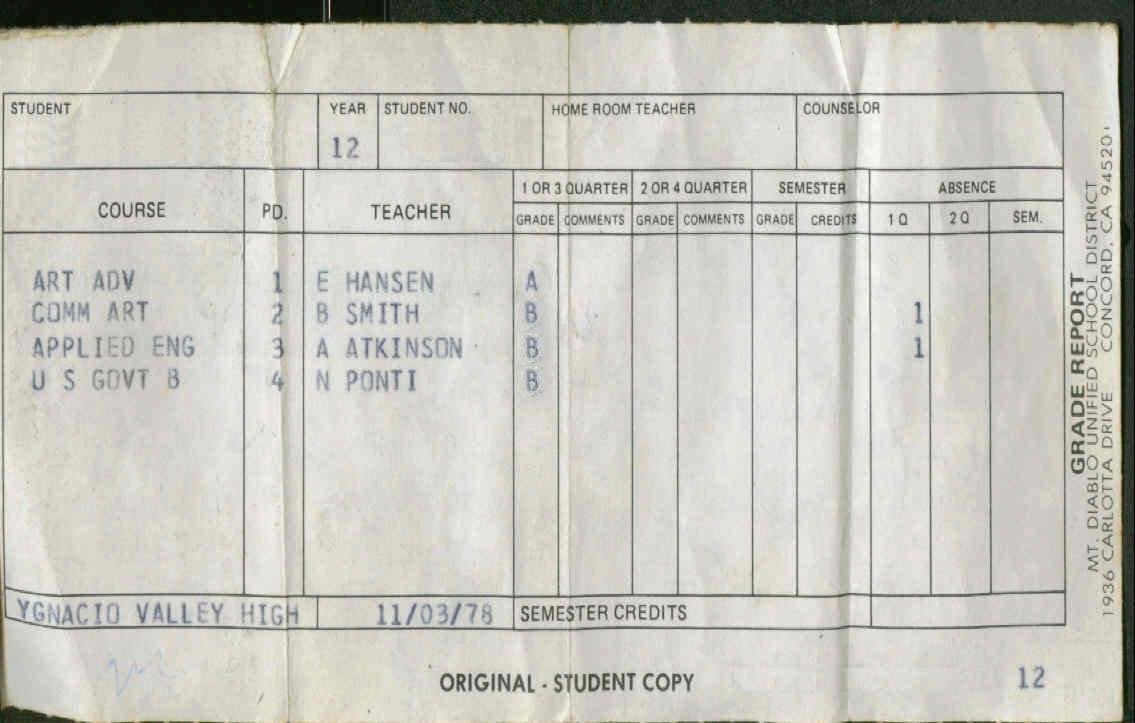 STUDENT YEAR STUDENT NO. HOME ROOM TEACHER COUNSELOR
12
COURSE PD. TEACHER 1 OR 3 QUARTER 2 OR 4 QUARTER SEMESTER ABSENCE
GRADE COMMENTS GRADE COMMENTS GRADE CREDITS 1 Q 2 Q SEM.
ART ADV 1 E HANSEN A
COMM ART 2 B SMITH B 1
APPLIED ENG 3 A ATKINSON B 1
U S GOVT B 4 N PONTI B
YGNACIO VALLEY HIGH 11/03/78 SEMESTER CREDITS
ORIGINAL - STUDENT COPY 12
GRADE REPORT
MT. DIABLO UNIFIED SCHOOL DISTRICT
1936 CARLOTTA DRIVE CONCORD, CA 94520